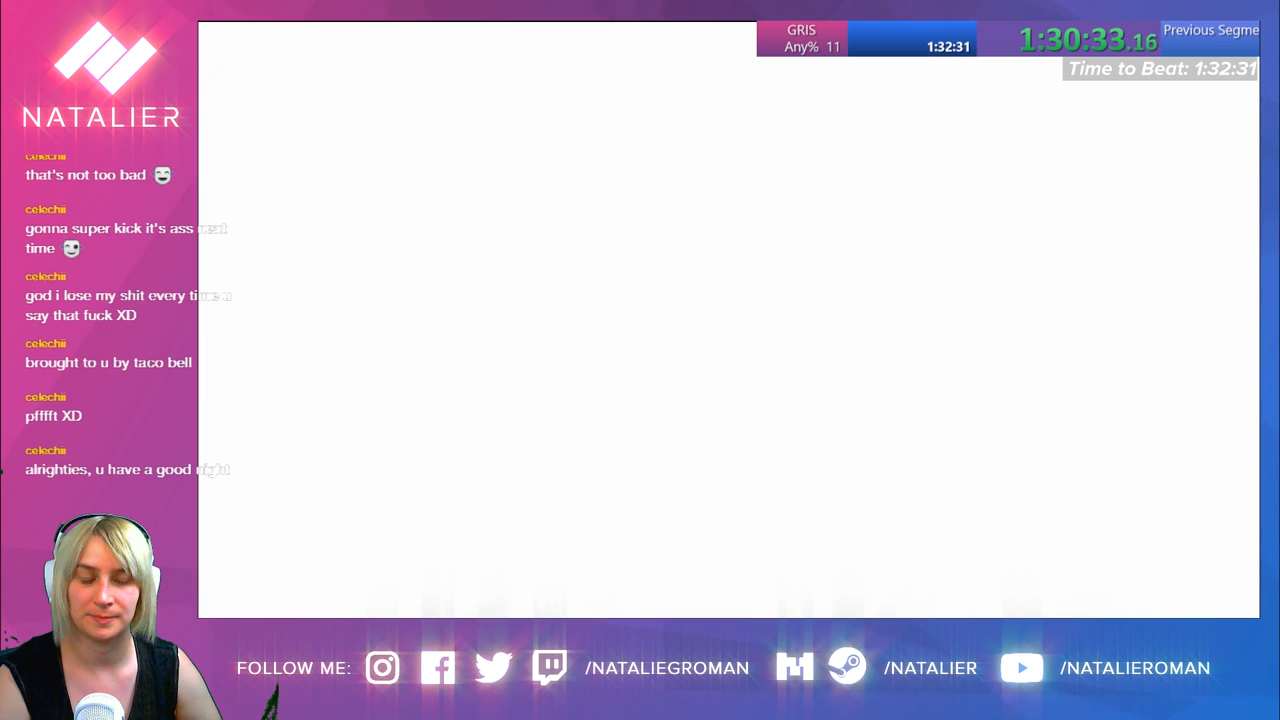 GRIS
Any% 11
1:32:31
1:30:33.16
Previous Segme
Time to Beat: 1:32:31
NATALIER
celechii
that's not too bad
celechii
gonna super kick it's ass next
time
celechii
god i lose my shit every time u
say that fuck XD
celechii
brought to u by taco bell
celechii
pfffft XD
celechii
alrighties, u have a good night
FOLLOW ME:
/NATALIEGROMAN
/NATALIER
/NATALIEROMAN